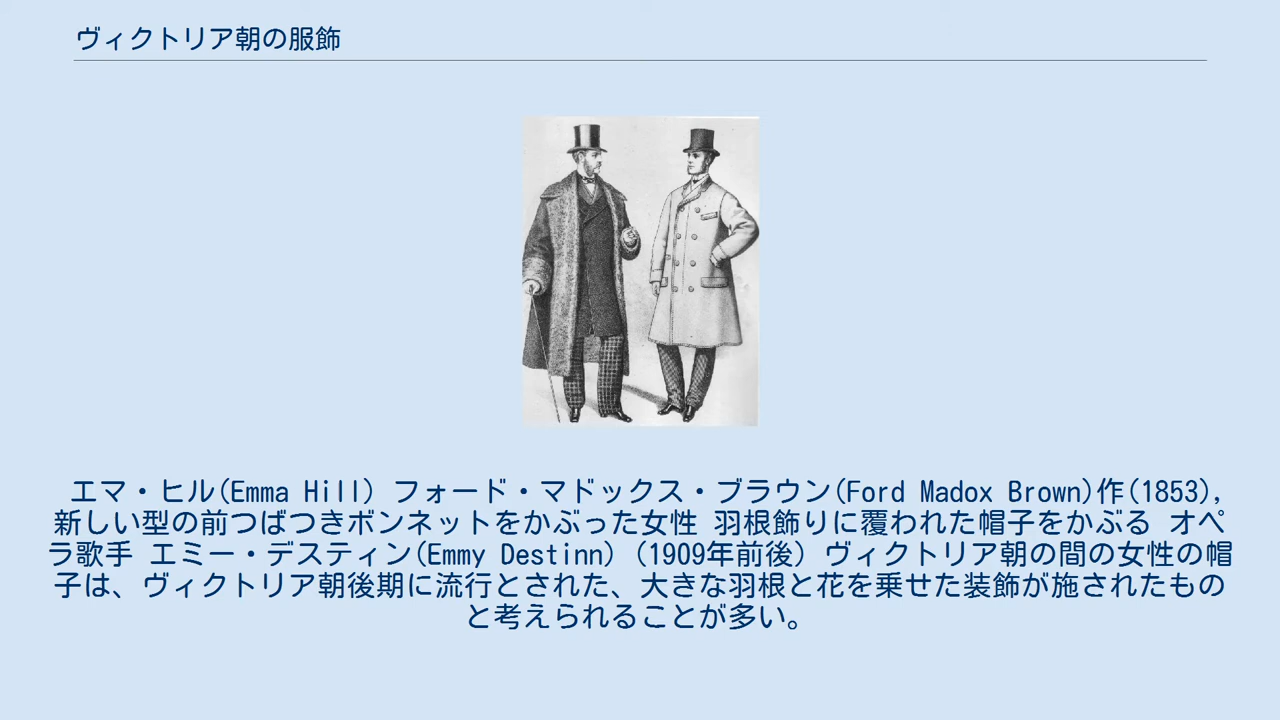 ヴィクトリア朝の服飾
エマ・ヒル(Emma Hill) フォード・マドックス・ブラウン(Ford Madox Brown)作(1853),
新しい型の前つばつきボンネットをかぶった女性 羽根飾りに覆われた帽子をかぶる オペ
ラ歌手 エミー・デスティン(Emmy Destinn) (1909年前後) ヴィクトリア朝の間の女性の帽
子は、ヴィクトリア朝後期に流行とされた、大きな羽根と花を乗せた装飾が施されたもの
と考えられることが多い。